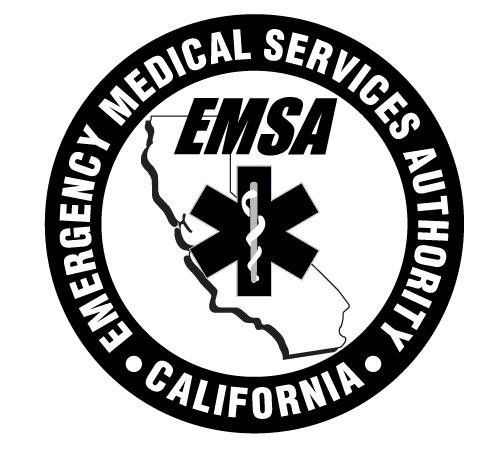 EMERGENCY MEDICAL SERVICES AUTHORITY
EMSA
• CALIFORNIA •